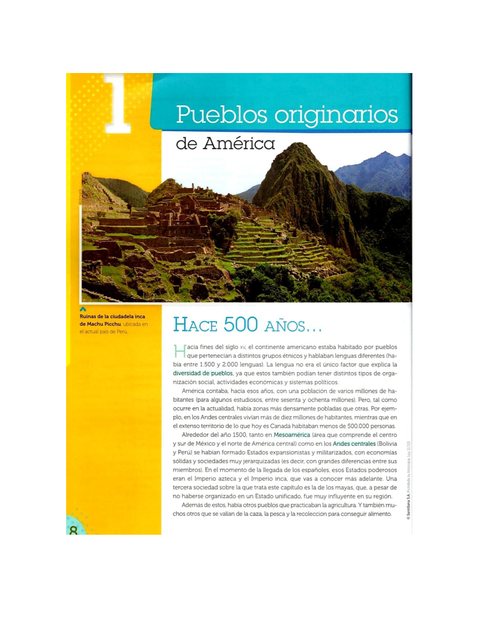 1
Pueblos originarios
de América
Ruinas de la ciudadela inca
de Machu Picchu, ubicada en
el actual país de Perú.
HACE 500 AÑOS...
Hacia fines del siglo XV, el continente americano estaba habitado por pueblos
que pertenecían a distintos grupos étnicos y hablaban lenguas diferentes (ha-
bía entre 1.500 y 2.000 lenguas). La lengua no era el único factor que explica la
diversidad de pueblos, ya que estos también podían tener distintos tipos de orga-
nización social, actividades económicas y sistemas políticos.
América contaba, hacia esos años, con una población de varios millones de ha-
bitantes (para algunos estudiosos, entre sesenta y ochenta millones). Pero, tal como
ocurre en la actualidad, había zonas más densamente pobladas que otras. Por ejem-
plo, en los Andes centrales vivían más de diez millones de habitantes, mientras que en
el extenso territorio de lo que hoy es Canadá habitaban menos de 500.000 personas.
Alrededor del año 1500, tanto en Mesoamérica (área que comprende el centro
y sur de México y el norte de América central) como en los Andes centrales (Bolivia
y Perú) se habían formado Estados expansionistas y militarizados, con economías
sólidas y sociedades muy jerarquizadas (es decir, con grandes diferencias entre sus
miembros). En el momento de la llegada de los españoles, esos Estados poderosos
eran el Imperio azteca y el Imperio inca, que vas a conocer más adelante. Una
tercera sociedad sobre la que trata este capítulo es la de los mayas, que, a pesar de
no haberse organizado en un Estado unificado, fue muy influyente en su región.
Además de estos, había otros pueblos que practicaban la agricultura. Y también mu-
chos otros que se valían de la caza, la pesca y la recolección para conseguir alimento.
8
© Santillana S.A.